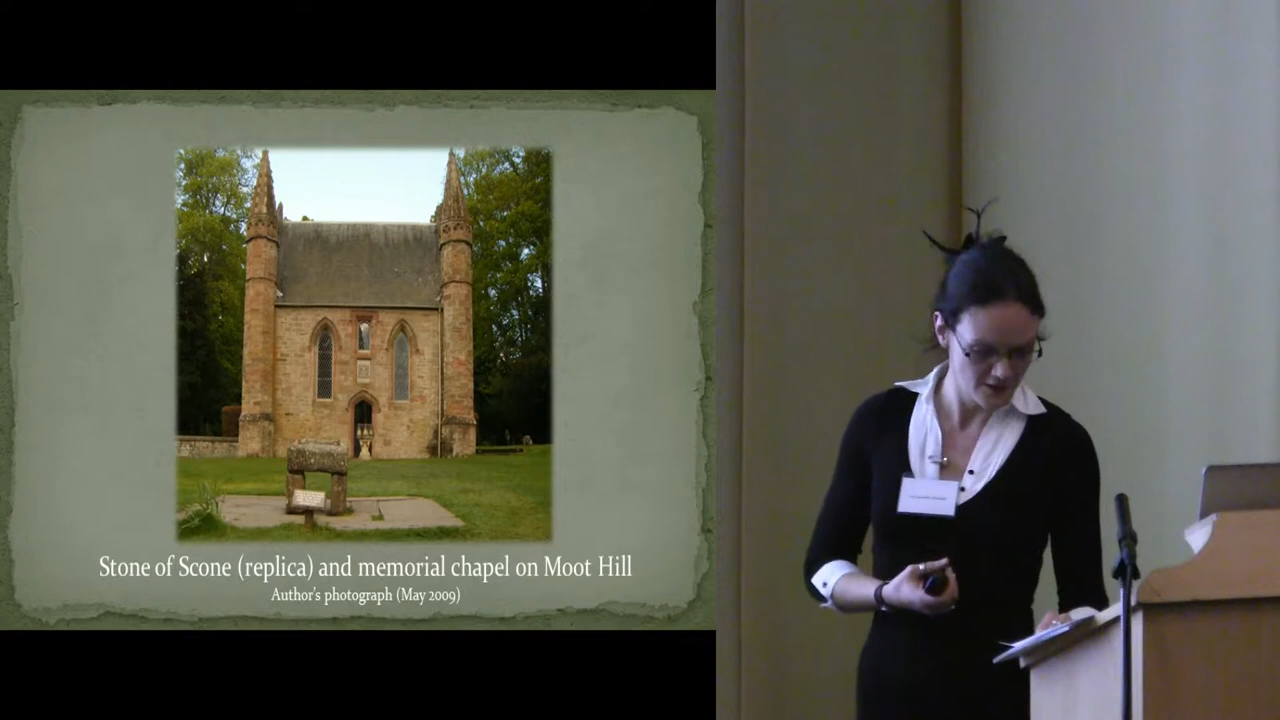 Stone of Scone (replica) and memorial chapel on Moot Hill
Author's photograph (May 2009)